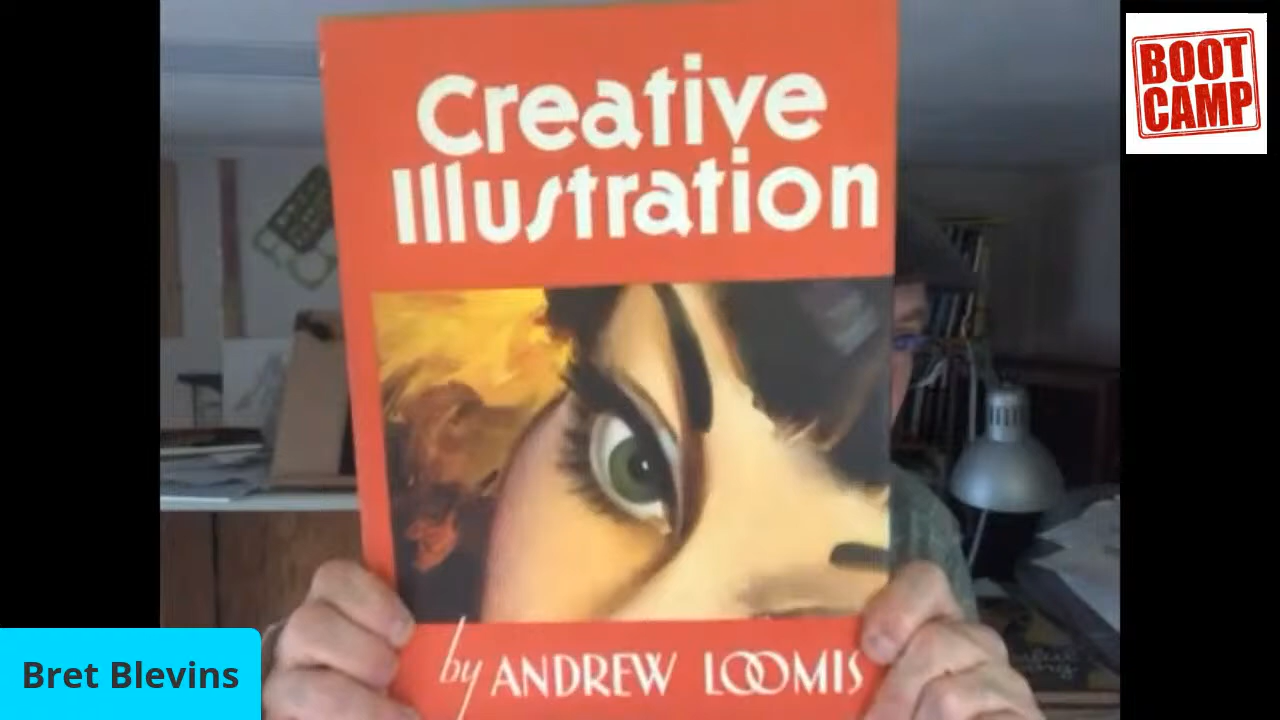 Creative
Illustration
by ANDREW LOOMIS
BOOT
CAMP
Bret Blevins